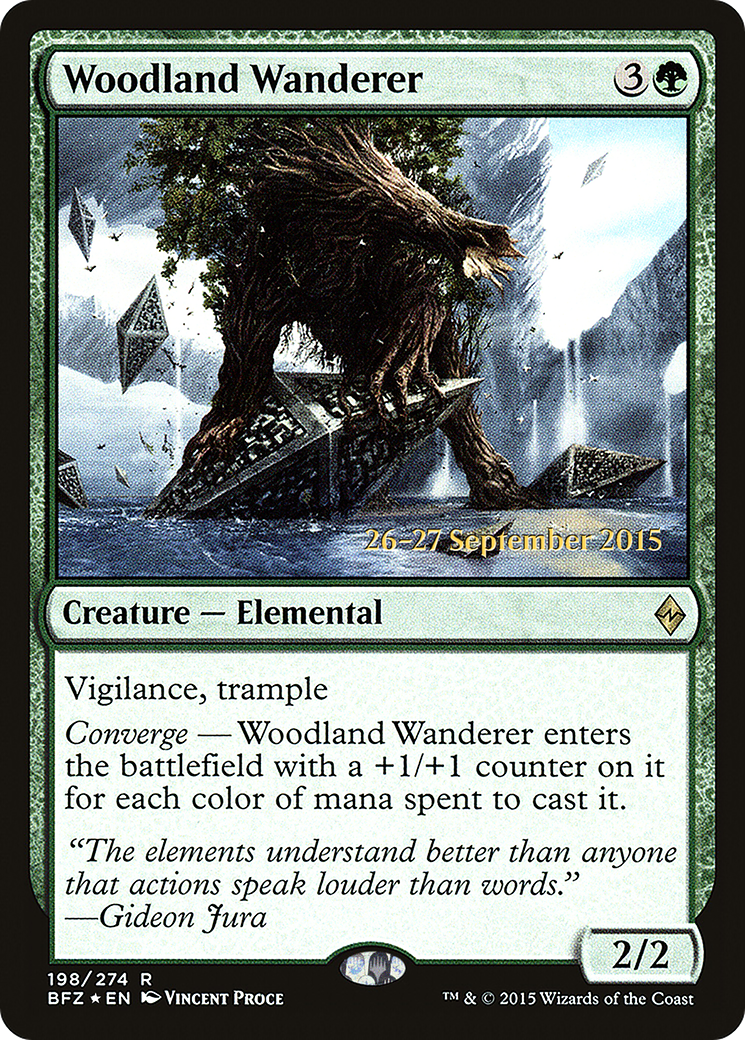 Woodland Wanderer 3
26–27 September 2015
Creature — Elemental
Vigilance, trample
Converge — Woodland Wanderer enters
the battlefield with a +1/+1 counter on it
for each color of mana spent to cast it.
“The elements understand better than anyone
that actions speak louder than words.”
—Gideon Jura
2/2
198/274 R
BFZ ★ EN Vincent Proce
™ & © 2015 Wizards of the Coast